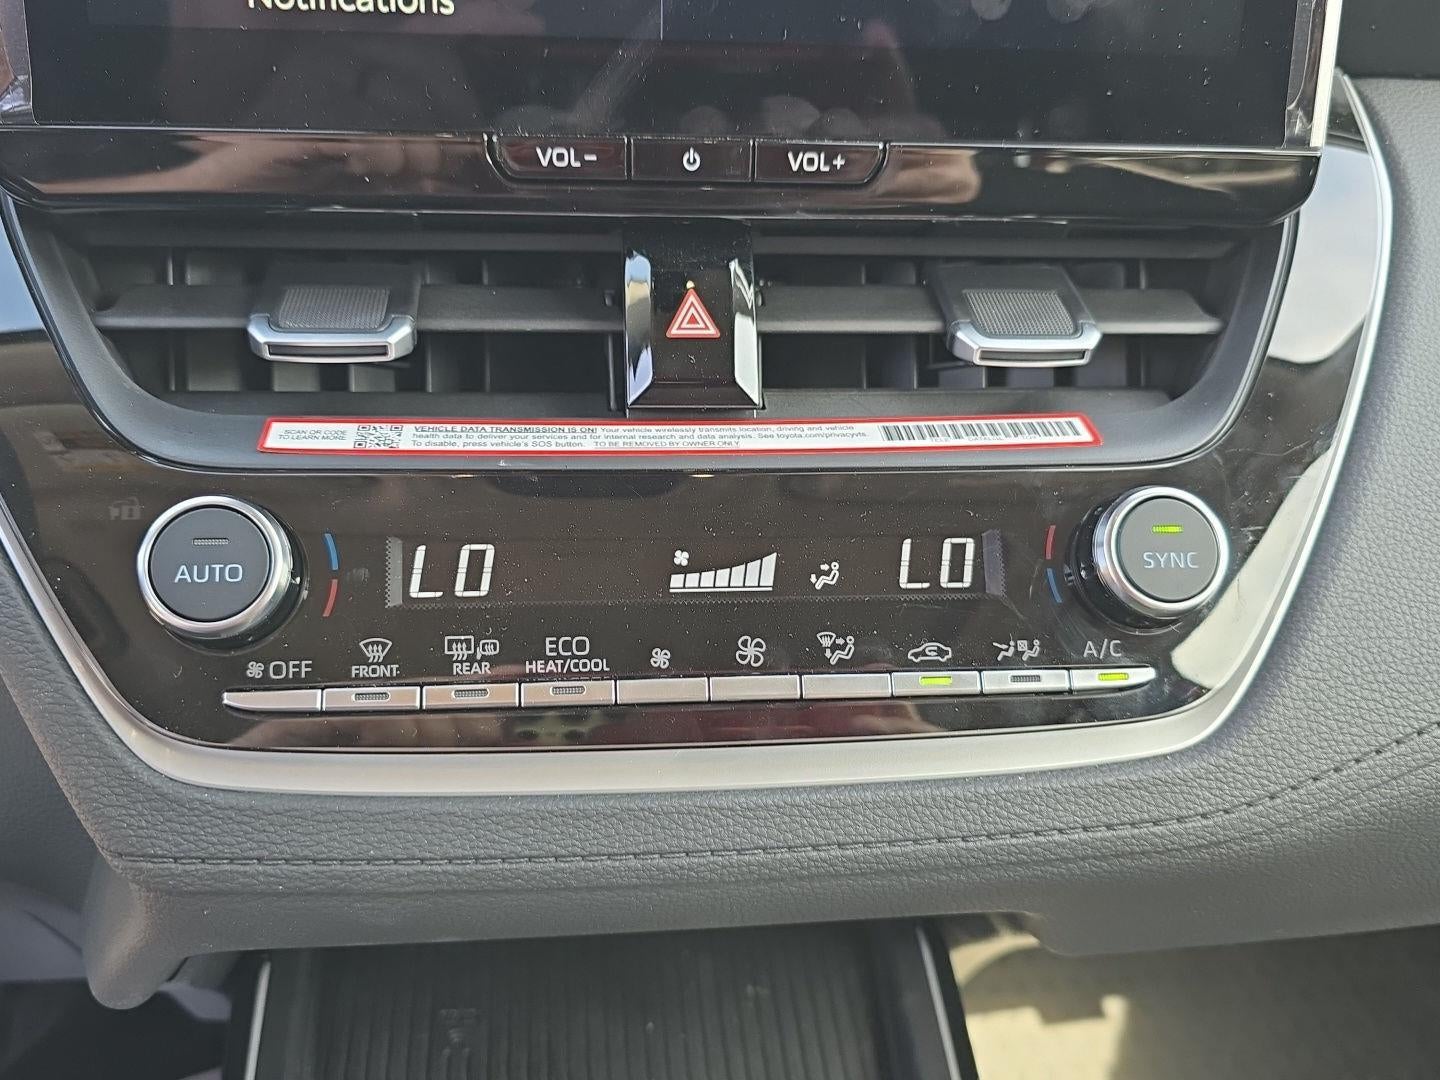 Notifications
VOL- VOL+
SCAN OR CODE
TO LEARN MORE
VEHICLE DATA TRANSMISSION IS ON! Your vehicle wirelessly transmits location, driving and vehicle
health data to deliver your services and for internal research and data analysis. See toyota.com/privacyvts.
To disable, press vehicle's SOS button. TO BE REMOVED BY OWNER ONLY.
AUTO LO LO SYNC
OFF FRONT REAR ECO HEAT/COOL A/C